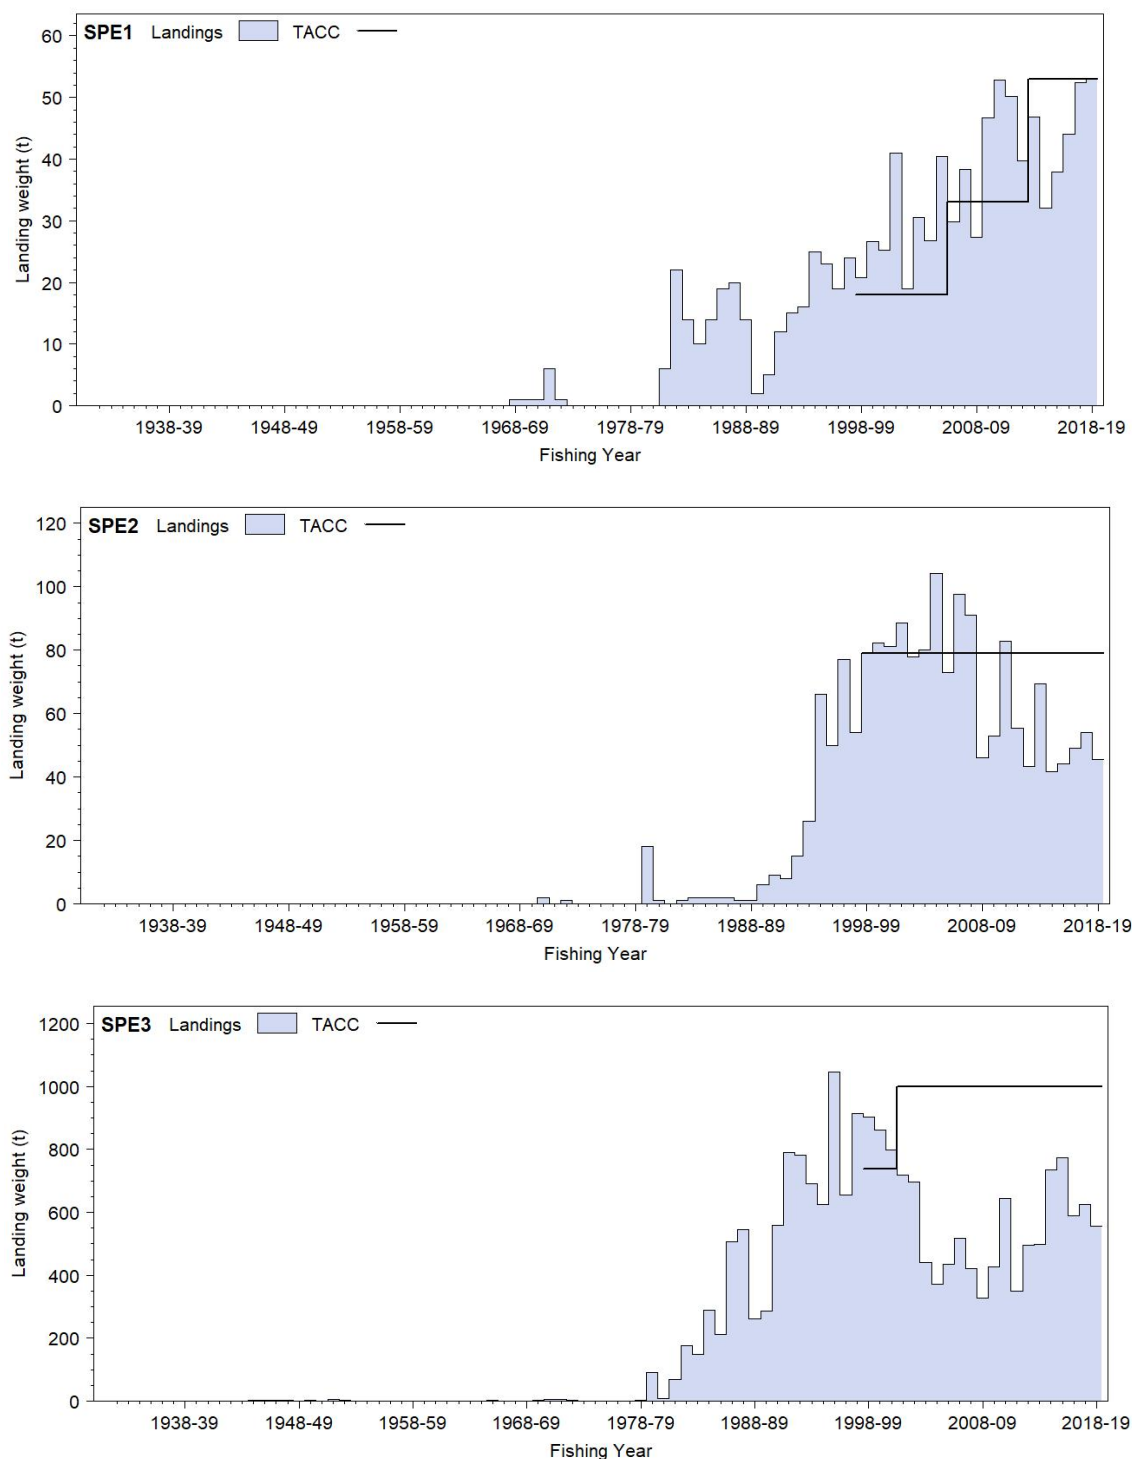 SPE1 Landings TACC
60
50
40
30
20
10
0
Landing weight (t)
1938-39 1948-49 1958-59 1968-69 1978-79 1988-89 1998-99 2008-09 2018-19
Fishing Year
SPE2 Landings TACC
120
100
80
60
40
20
0
Landing weight (t)
1938-39 1948-49 1958-59 1968-69 1978-79 1988-89 1998-99 2008-09 2018-19
Fishing Year
SPE3 Landings TACC
1200
1000
800
600
400
200
0
Landing weight (t)
1938-39 1948-49 1958-59 1968-69 1978-79 1988-89 1998-99 2008-09 2018-19
Fishing Year